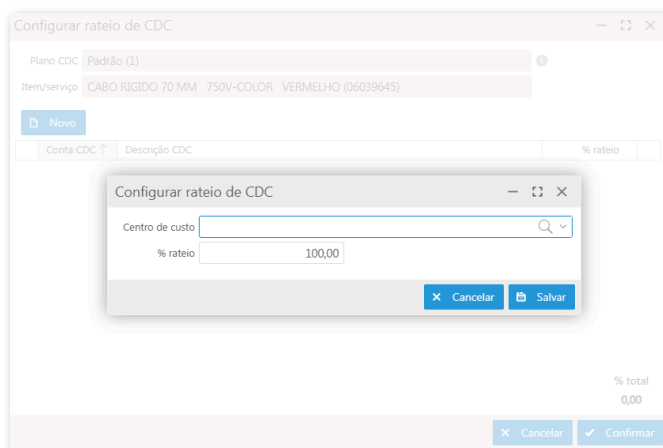 Configurar rateio de CDC
Plano CDC Padrão (1)
Item/serviço CABO RIGIDO 70 MM 750V-COLOR VERMELHO (06039645)
Novo
Conta CDC ↑ Descrição CDC % rateio
Configurar rateio de CDC
Centro de custo
% rateio 100,00
Cancelar Salvar
% total
0,00
Cancelar Confirmar